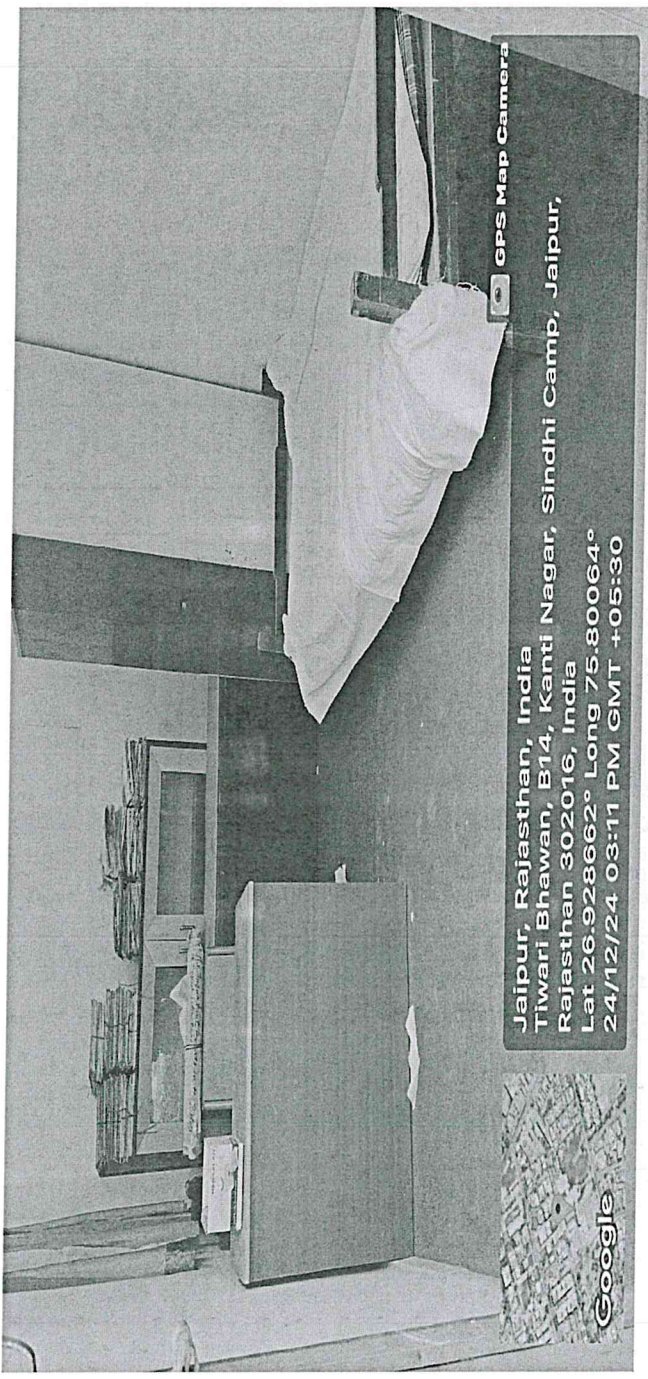 GPS Map Camera
Jaipur, Rajasthan, India
Tiwari Bhawan, B14, Kanti Nagar, Sindhi Camp, Jaipur,
Rajasthan 302016, India
Lat 26.928662° Long 75.80064°
24/12/24 03:11 PM GMT +05:30
Google